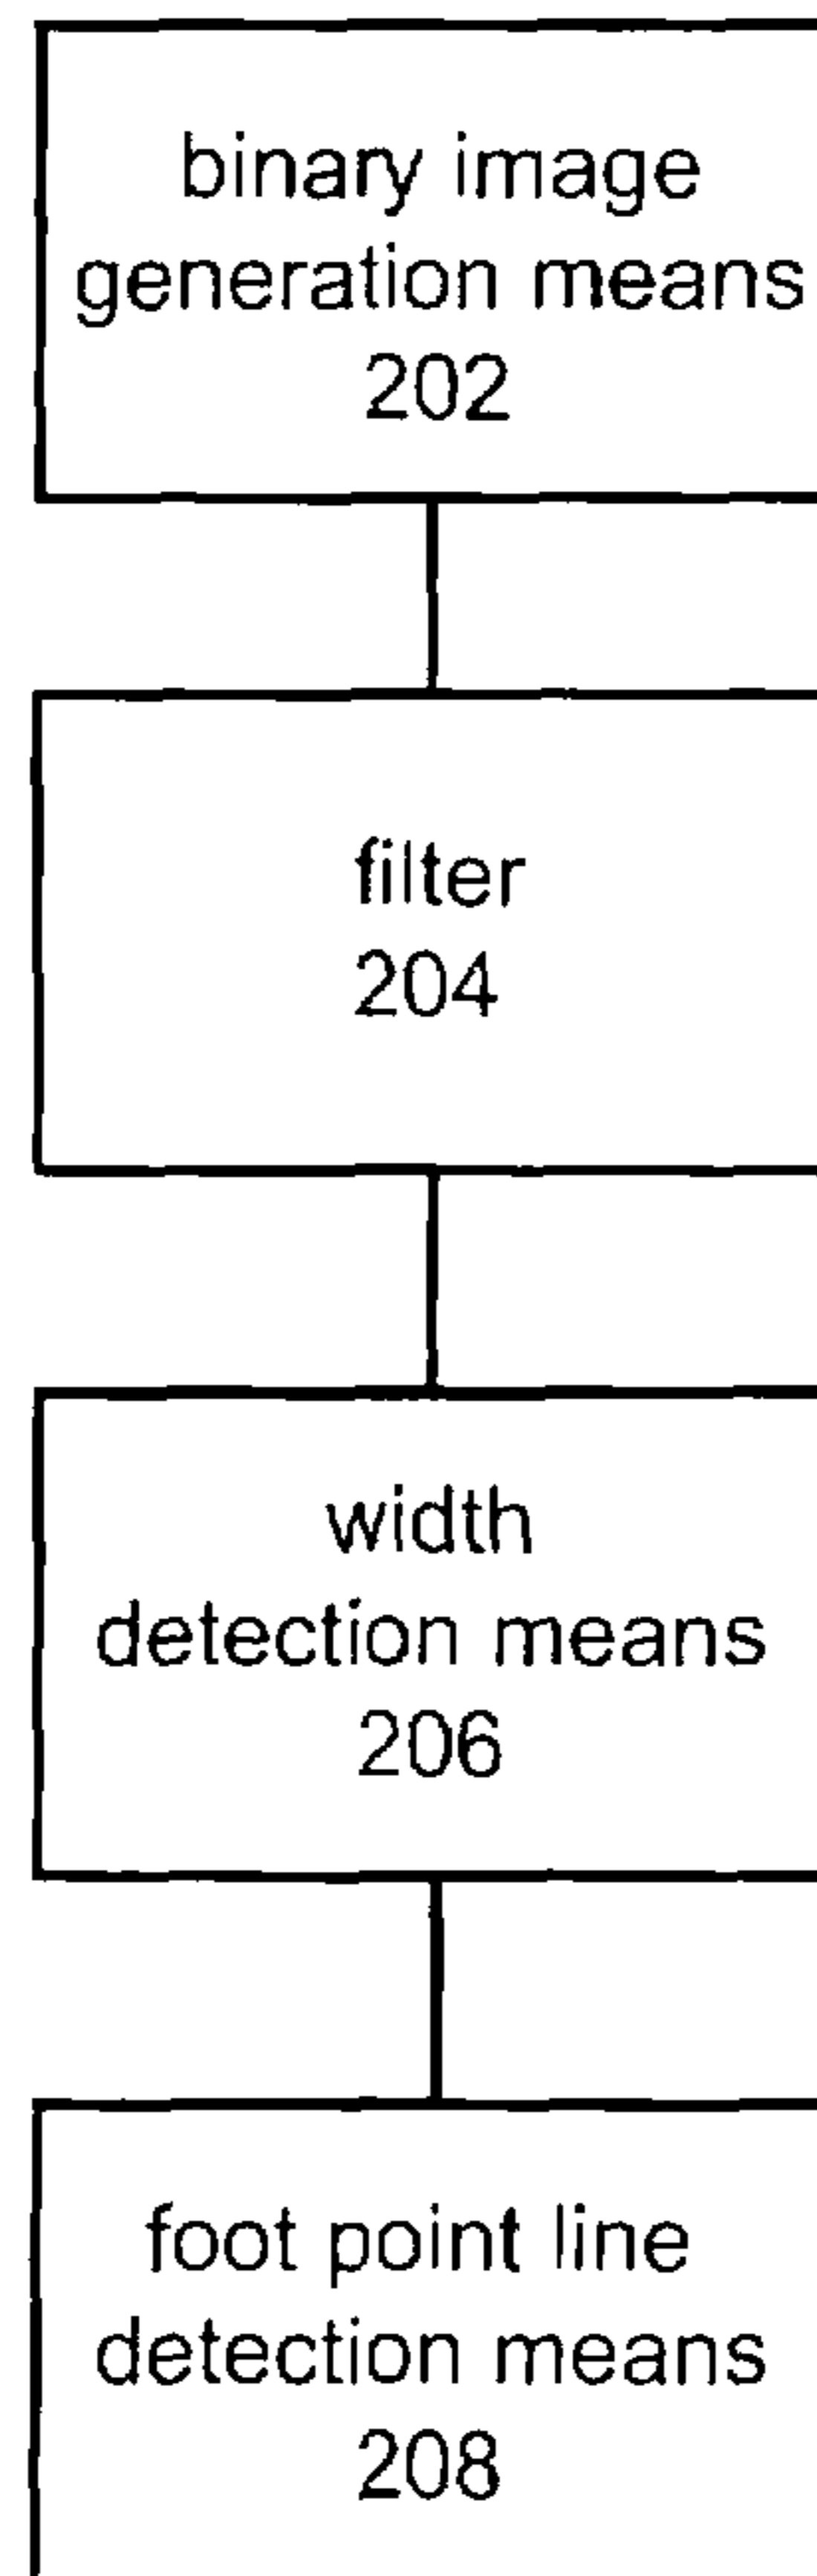 binary image
generation means
202
filter
204
width
detection means
206
foot point line
detection means
208